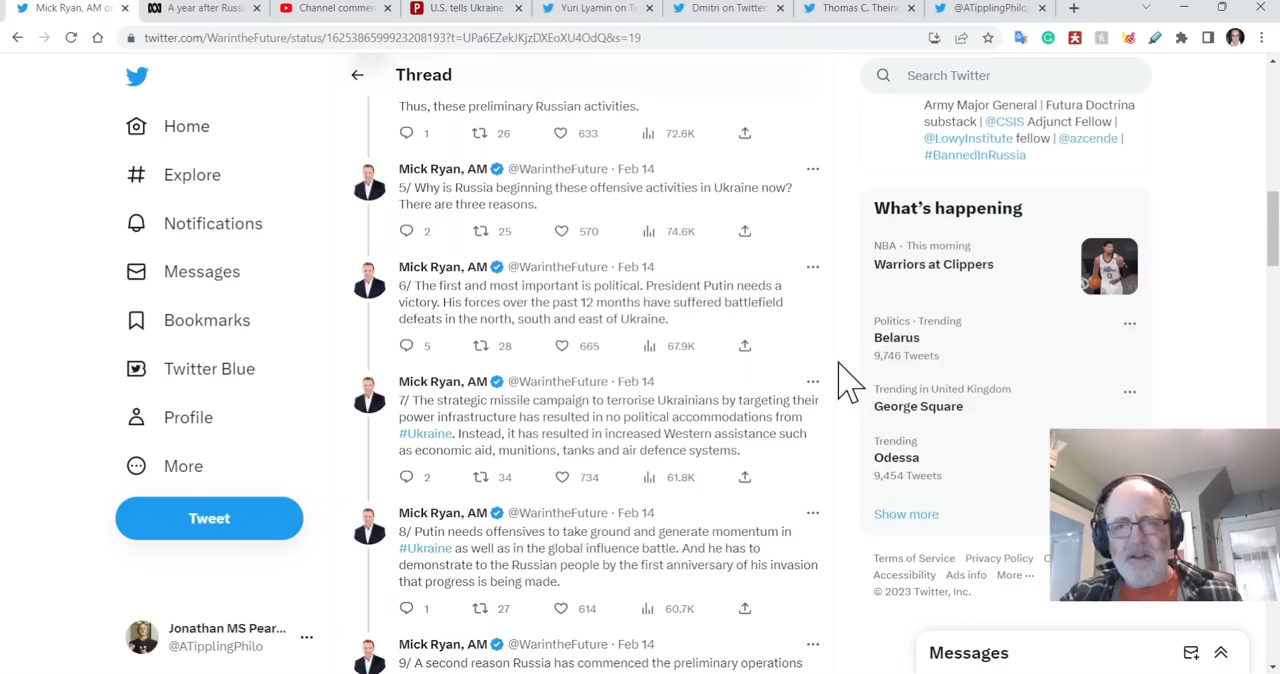 Mick Ryan, AM on
A year after Russi
Channel commen
U.S. tells Ukraine
Yuri Lyamin on Tw
Dmitri on Twitter
Thomas C. Thein
@ATipplingPhilo
twitter.com/WarintheFuture/status/1625386599923208193?t=UPa6EZekJKjzDXEoXU4OdQ&s=19
Home
Explore
Notifications
Messages
Bookmarks
Twitter Blue
Profile
More
Tweet
Jonathan MS Pear...
@ATipplingPhilo
Thread
Thus, these preliminary Russian activities.
1 26 633 72.6K
Mick Ryan, AM @WarintheFuture · Feb 14
5/ Why is Russia beginning these offensive activities in Ukraine now?
There are three reasons.
2 25 570 74.6K
Mick Ryan, AM @WarintheFuture · Feb 14
6/ The first and most important is political. President Putin needs a
victory. His forces over the past 12 months have suffered battlefield
defeats in the north, south and east of Ukraine.
5 28 665 67.9K
Mick Ryan, AM @WarintheFuture · Feb 14
7/ The strategic missile campaign to terrorise Ukrainians by targeting their
power infrastructure has resulted in no political accommodations from
#Ukraine. Instead, it has resulted in increased Western assistance such
as economic aid, munitions, tanks and air defence systems.
2 34 734 61.8K
Mick Ryan, AM @WarintheFuture · Feb 14
8/ Putin needs offensives to take ground and generate momentum in
#Ukraine as well as in the global influence battle. And he has to
demonstrate to the Russian people by the first anniversary of his invasion
that progress is being made.
1 27 614 60.7K
Mick Ryan, AM @WarintheFuture · Feb 14
9/ A second reason Russia has commenced the preliminary operations
Search Twitter
Army Major General | Futura Doctrina
substack | @CSIS Adjunct Fellow |
@LowyInstitute fellow | @azcende |
#BannedInRussia
What's happening
NBA · This morning
Warriors at Clippers
Politics · Trending
Belarus
9,746 Tweets
Trending in United Kingdom
George Square
Trending
Odessa
9,454 Tweets
Show more
Terms of Service Privacy Policy C
Accessibility Ads info More ···
© 2023 Twitter, Inc.
Messages